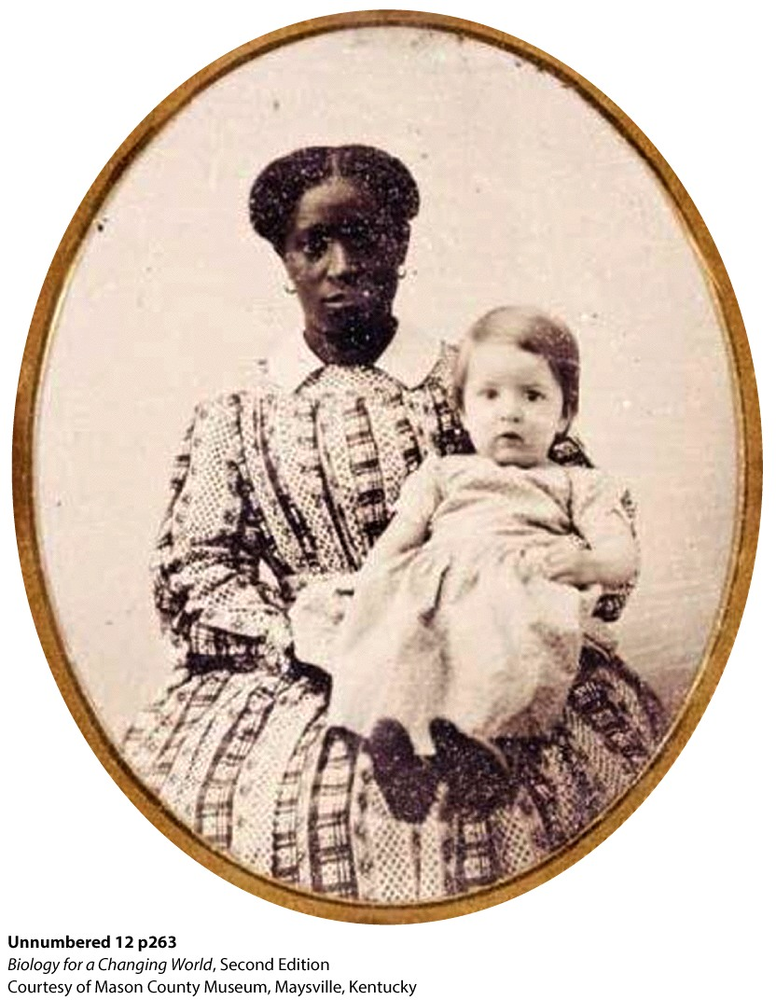 Unnumbered 12 p263
Biology for a Changing World, Second Edition
Courtesy of Mason County Museum, Maysville, Kentucky